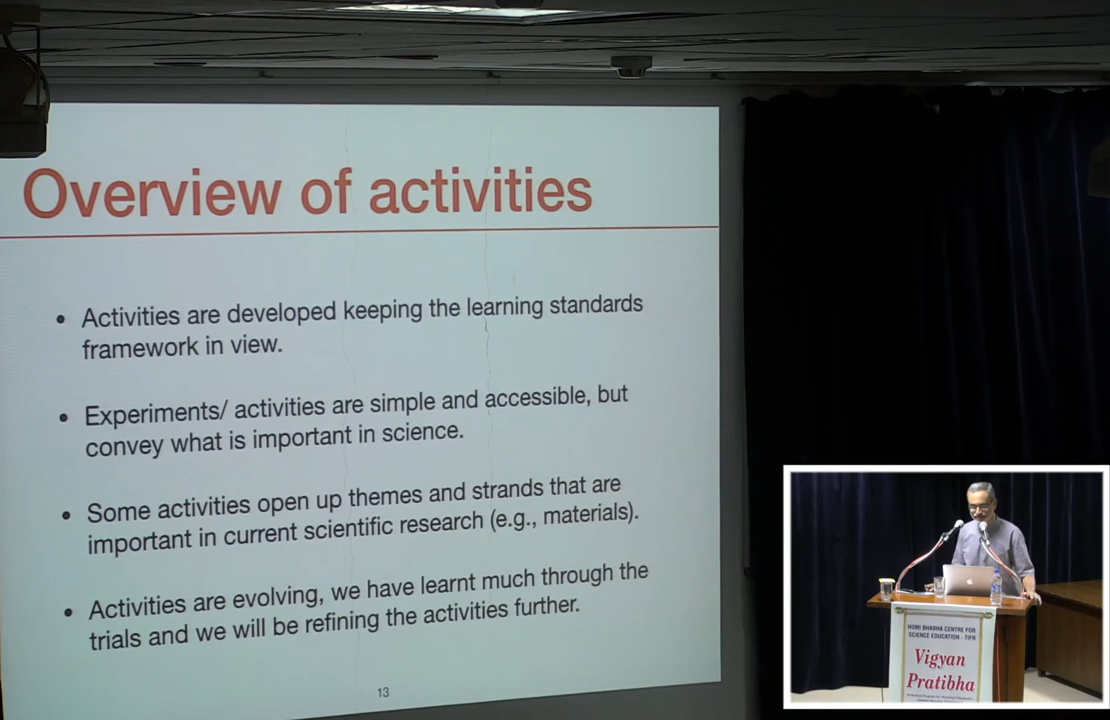 Overview of activities
• Activities are developed keeping the learning standards
framework in view.
• Experiments/ activities are simple and accessible, but
convey what is important in science.
• Some activities open up themes and strands that are
important in current scientific research (e.g., materials).
• Activities are evolving, we have learnt much through the
trials and we will be refining the activities further.
13
HOMI BHABHA CENTRE FOR
SCIENCE EDUCATION - TIFR
Vigyan
Pratibha